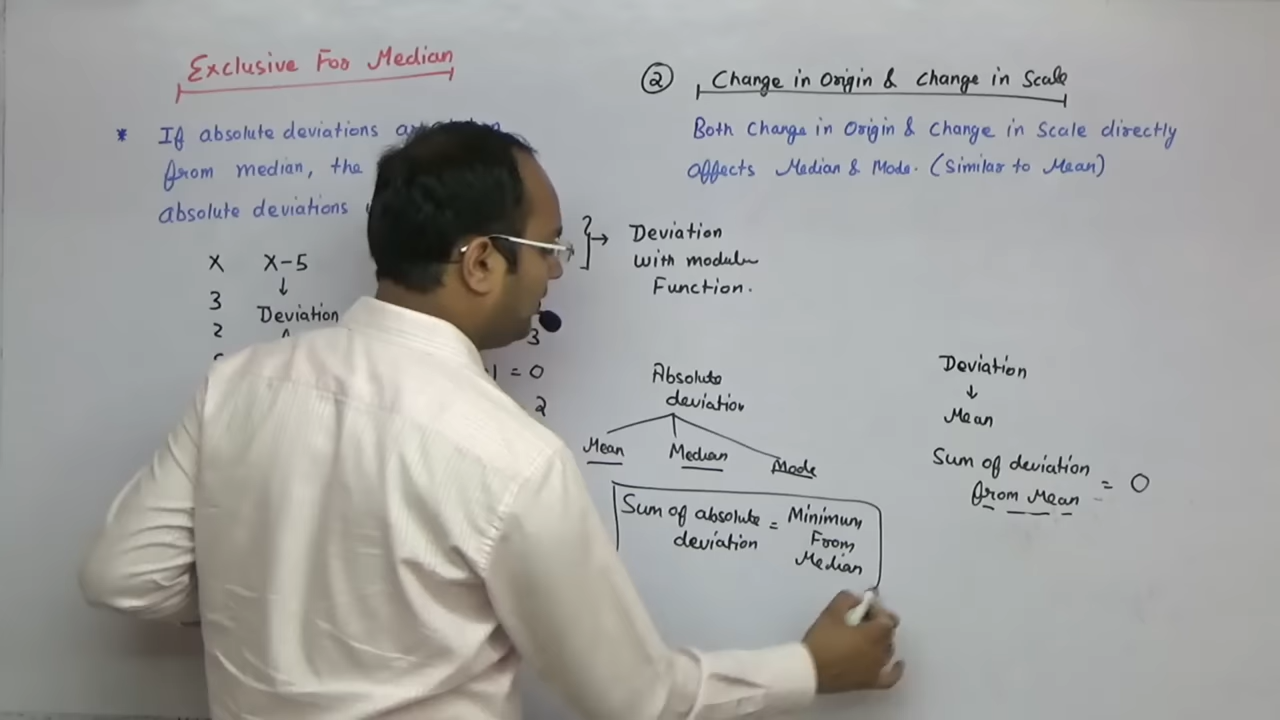 Exclusive For Median
* If absolute deviations
from median, the
absolute deviations
X X-5
↓
3 Deviation
2
3
1 = 0
2
} → Deviation
with modulu
Function.
Absolute
deviation
Mean Median Mode
Sum of absolute deviation = Minimum From Median
② Change in Origin & Change in Scale
Both Change in Origin & Change in Scale directly
affects Median & Mode. (Similar to Mean)
Deviation
↓
Mean
Sum of deviation
from Mean = 0